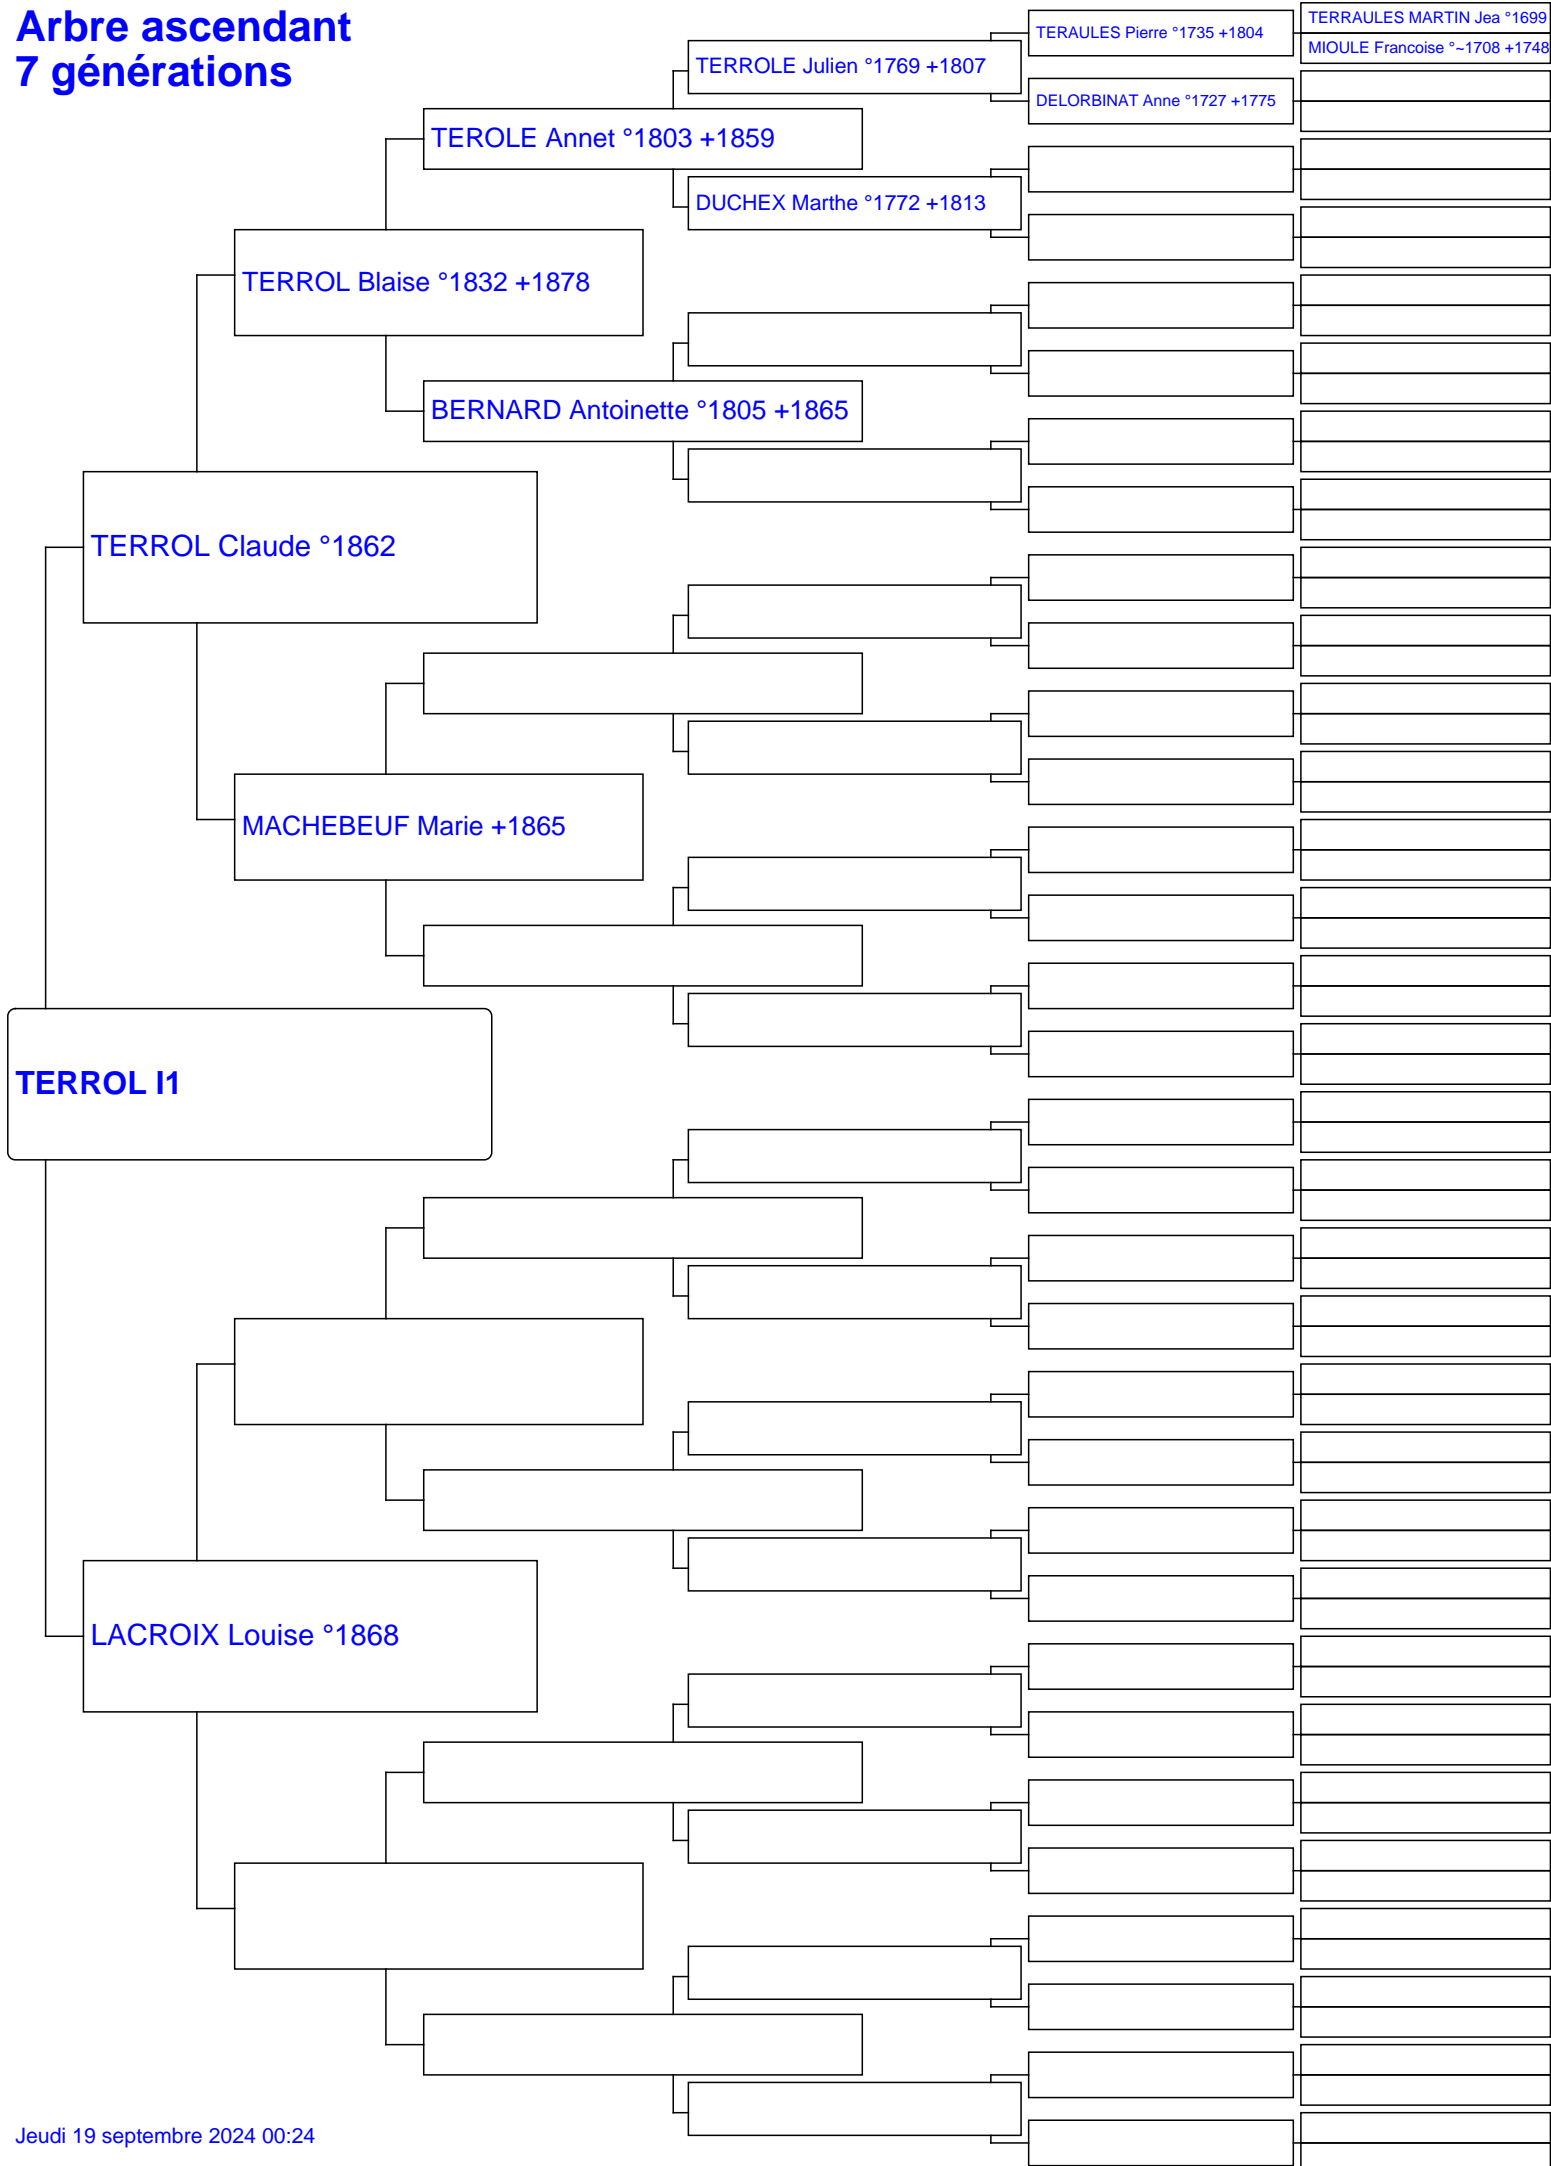 Arbre ascendant
7 générations
TERAULES Pierre °1735 +1804
TERRAULES MARTIN Jea °1699
MIOULE Francoise °~1708 +1748
TERROLE Julien °1769 +1807
DELORBINAT Anne °1727 +1775
TEROLE Annet °1803 +1859
DUCHEX Marthe °1772 +1813
TERROL Blaise °1832 +1878
BERNARD Antoinette °1805 +1865
TERROL Claude °1862
MACHEBEUF Marie +1865
TERROL I1
LACROIX Louise °1868
Jeudi 19 septembre 2024 00:24